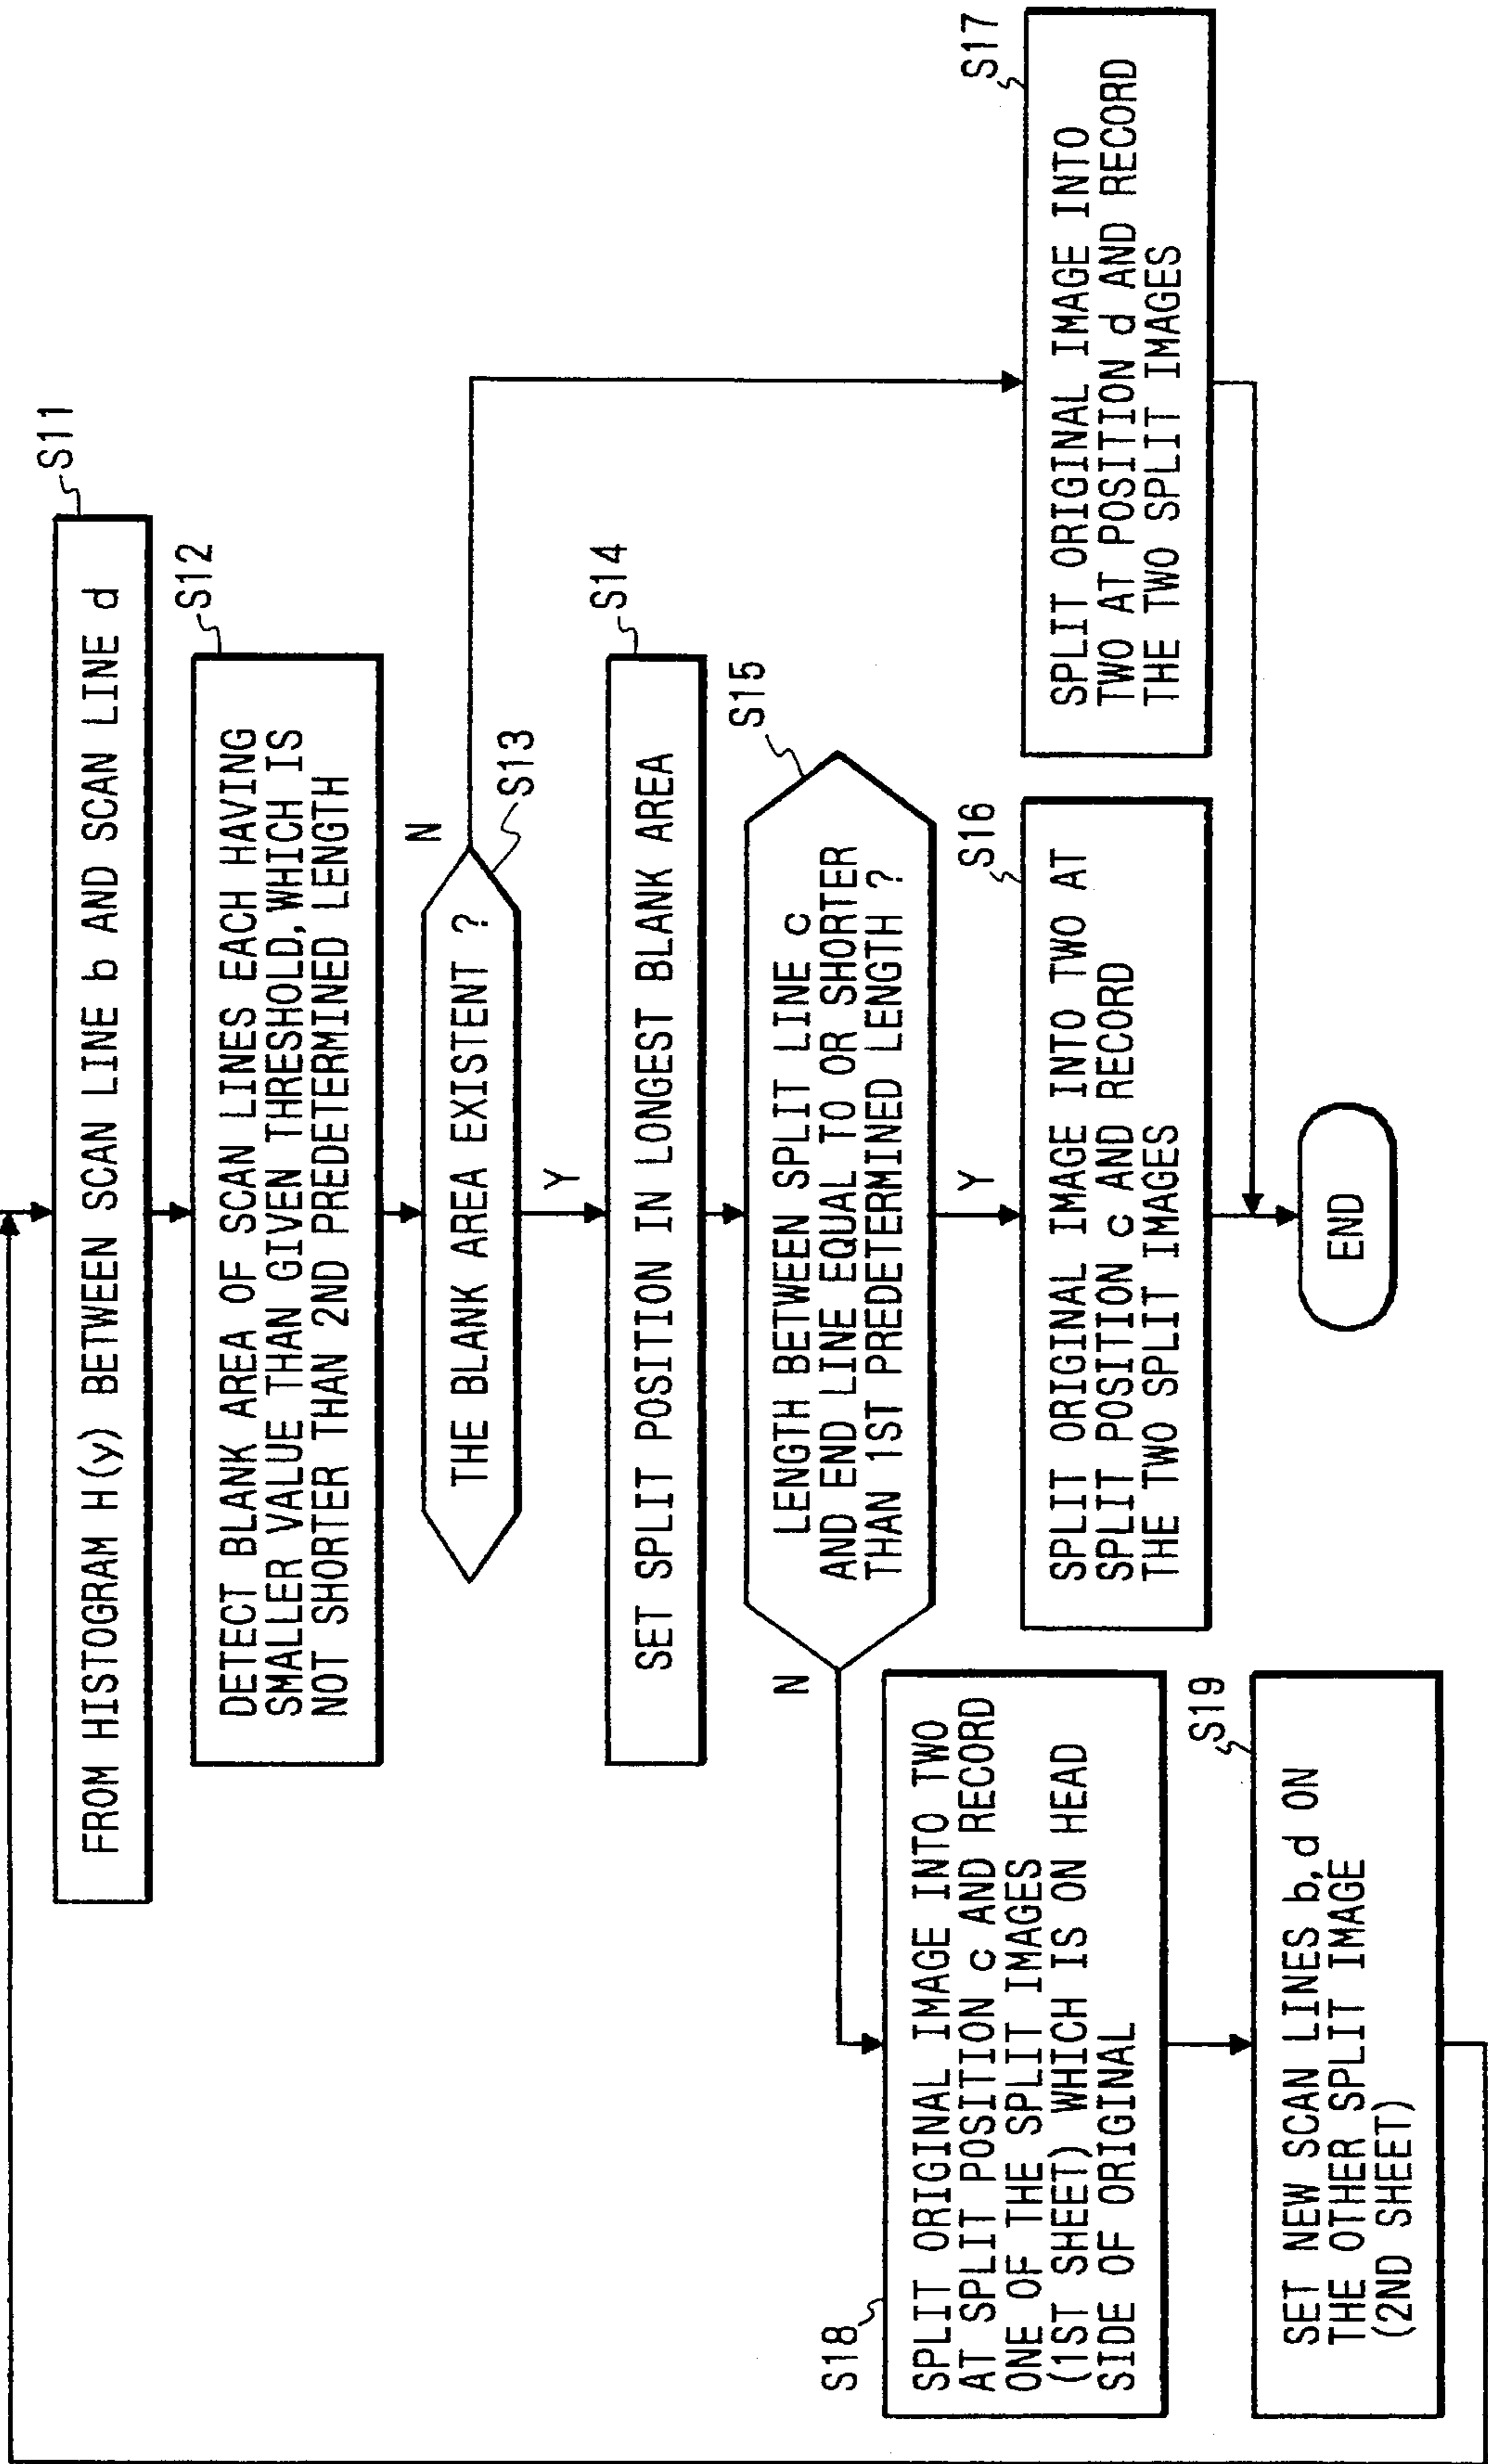 S11
FROM HISTOGRAM H(y) BETWEEN SCAN LINE b AND SCAN LINE d
S12
DETECT BLANK AREA OF SCAN LINES EACH HAVING
SMALLER VALUE THAN GIVEN THRESHOLD, WHICH IS
NOT SHORTER THAN 2ND PREDETERMINED LENGTH
N
THE BLANK AREA EXISTENT ?
S13
Y
S14
SET SPLIT POSITION IN LONGEST BLANK AREA
S15
LENGTH BETWEEN SPLIT LINE c
AND END LINE EQUAL TO OR SHORTER
THAN 1ST PREDETERMINED LENGTH ?
N
Y
S18
SPLIT ORIGINAL IMAGE INTO TWO
AT SPLIT POSITION c AND RECORD
ONE OF THE SPLIT IMAGES
(1ST SHEET) WHICH IS ON HEAD
SIDE OF ORIGINAL
S16
SPLIT ORIGINAL IMAGE INTO TWO AT
SPLIT POSITION c AND RECORD
THE TWO SPLIT IMAGES
S17
SPLIT ORIGINAL IMAGE INTO
TWO AT POSITION d AND RECORD
THE TWO SPLIT IMAGES
S19
SET NEW SCAN LINES b,d ON
THE OTHER SPLIT IMAGE
(2ND SHEET)
END